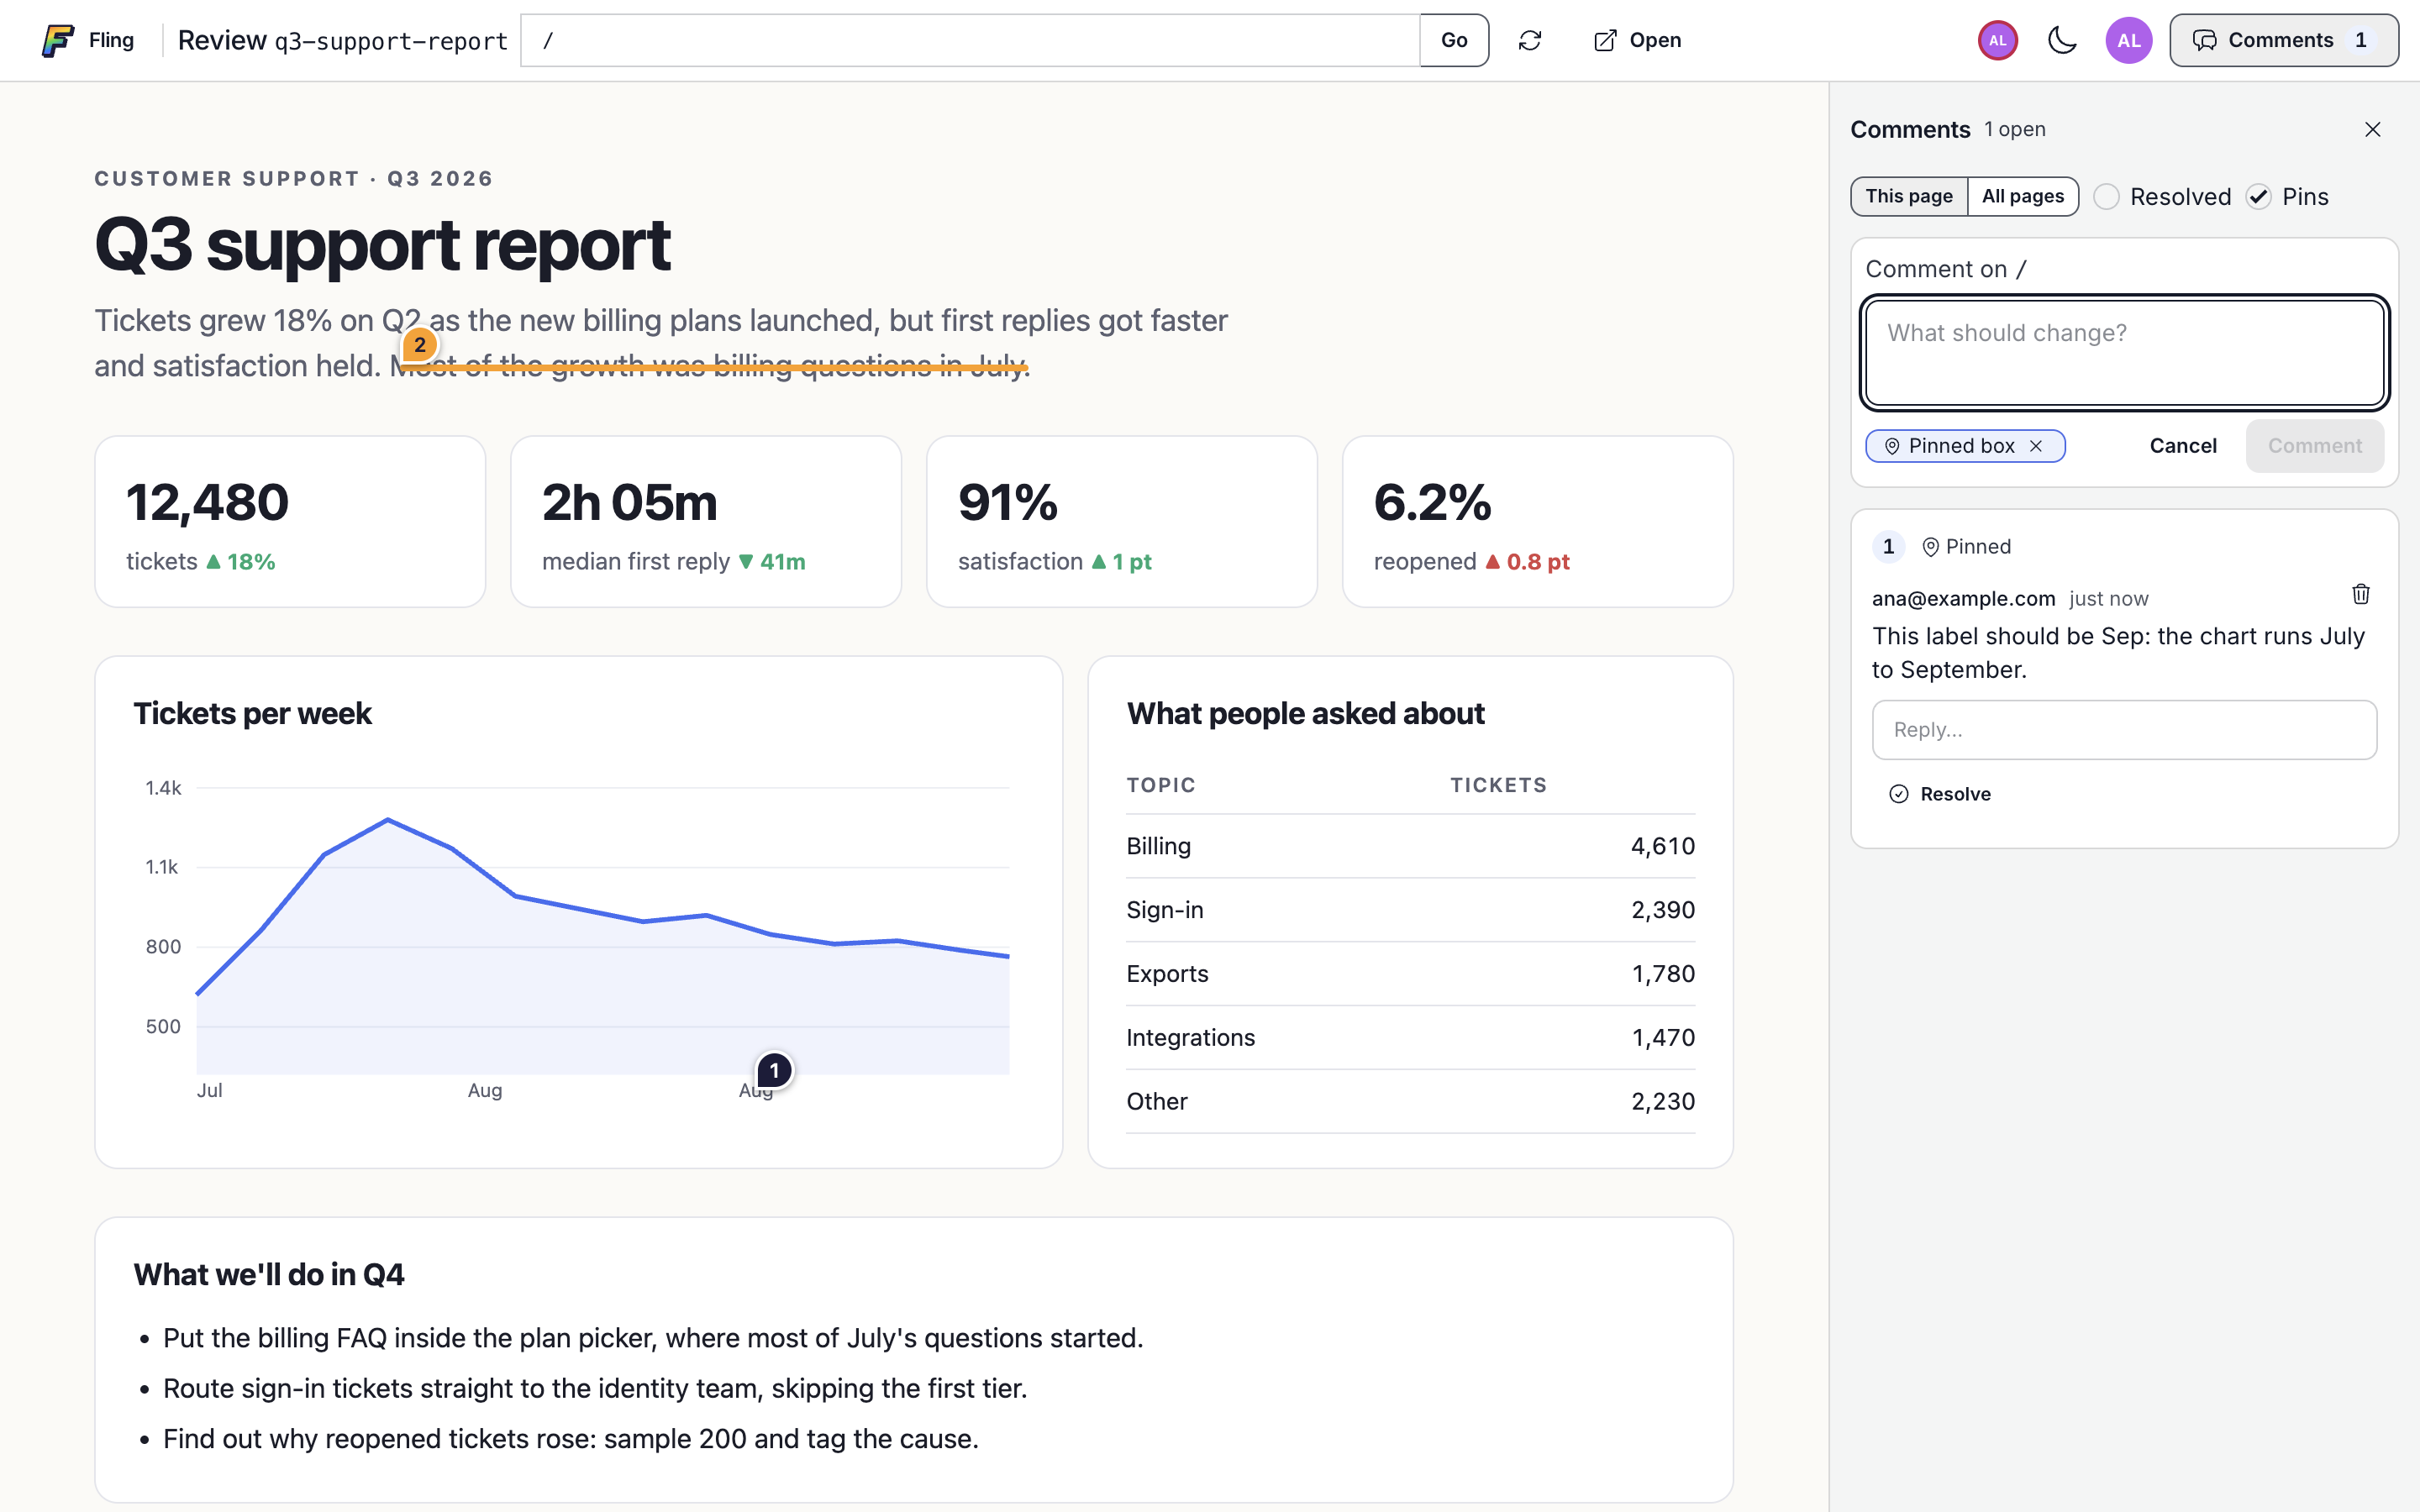 Fling
Review q3-support-report
/
Go
Open
AL
AL
Comments 1
CUSTOMER SUPPORT · Q3 2026
Q3 support report
Tickets grew 18% on Q2 as the new billing plans launched, but first replies got faster
and satisfaction held. Most of the growth was billing questions in July.
2
12,480
tickets ▲ 18%
2h 05m
median first reply ▼ 41m
91%
satisfaction ▲ 1 pt
6.2%
reopened ▲ 0.8 pt
Tickets per week
1.4k
1.1k
800
500
Jul
Aug
Aug
1
What people asked about
TOPIC TICKETS
Billing 4,610
Sign-in 2,390
Exports 1,780
Integrations 1,470
Other 2,230
What we'll do in Q4
• Put the billing FAQ inside the plan picker, where most of July's questions started.
• Route sign-in tickets straight to the identity team, skipping the first tier.
• Find out why reopened tickets rose: sample 200 and tag the cause.
Comments 1 open
This page All pages Resolved Pins
Comment on /
What should change?
Pinned box
Cancel
Comment
1 Pinned
ana@example.com just now
This label should be Sep: the chart runs July
to September.
Reply...
Resolve